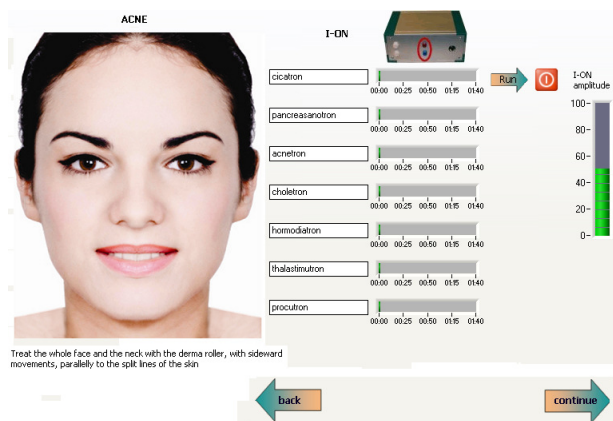 ACNE
I-ON
cicatron
00:00 00:25 00:50 01:15 01:40
Run
I-ON
amplitude
100-
80-
60-
40-
20-
0-
pancreasanotron
00:00 00:25 00:50 01:15 01:40
acnetron
00:00 00:25 00:50 01:15 01:40
choletron
00:00 00:25 00:50 01:15 01:40
hormodiatron
00:00 00:25 00:50 01:15 01:40
thalastimutron
00:00 00:25 00:50 01:15 01:40
procutron
00:00 00:25 00:50 01:15 01:40
Treat the whole face and the neck with the derma roller, with sideward
movements, parallelly to the split lines of the skin
back
continue